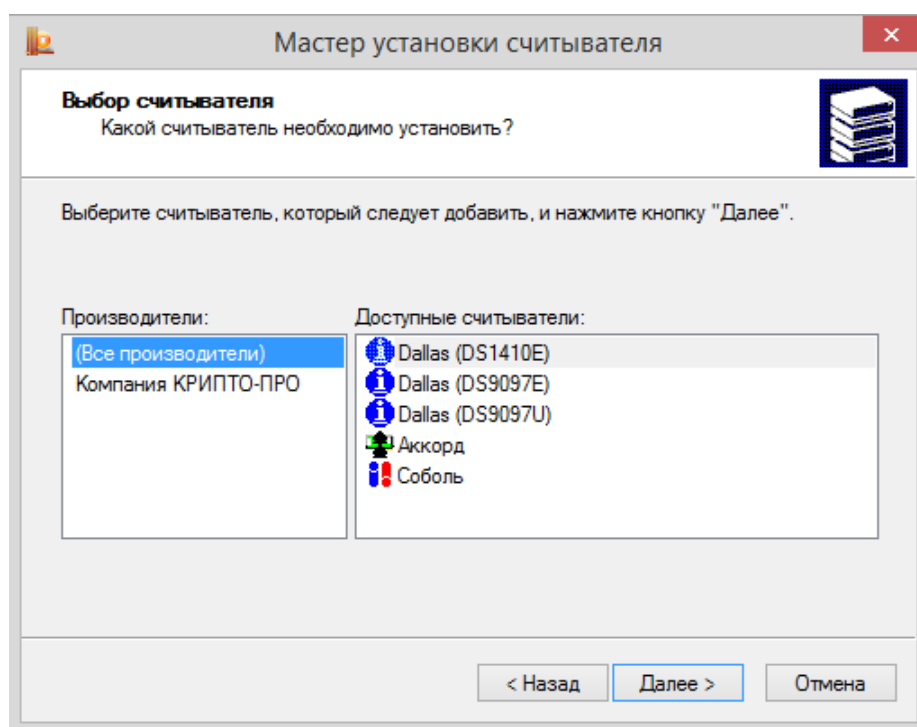 Мастер установки считывателя
Выбор считывателя
Какой считыватель необходимо установить?
Выберите считыватель, который следует добавить, и нажмите кнопку "Далее".
Производители:
(Все производители)
Компания КРИПТО-ПРО
Доступные считыватели:
Dallas (DS1410E)
Dallas (DS9097E)
Dallas (DS9097U)
Аккорд
Соболь
< Назад
Далее >
Отмена